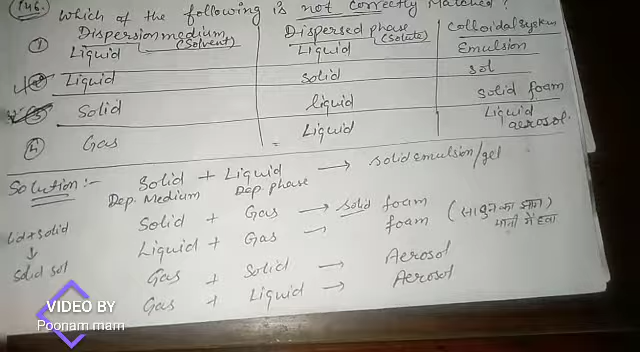 146. Which of the following is not correctly matched?
Dispersion medium (Solvent) Dispersed phase (Solute) Colloidal system
① Liquid Liquid Emulsion
② Liquid solid sol
③ Solid liquid solid foam
④ Gas Liquid Liquid aerosol.
Solution:-
Solid + Liquid → solid emulsion/gel
Dep. Medium Dep. phase
Solid + Gas → solid foam
Liquid + Gas → foam (साबुन का झाग)
पानी में हवा
solid
↓
Solid sol
Gas + Solid → Aerosol
Gas + Liquid → Aerosol
VIDEO BY
Poonam mam